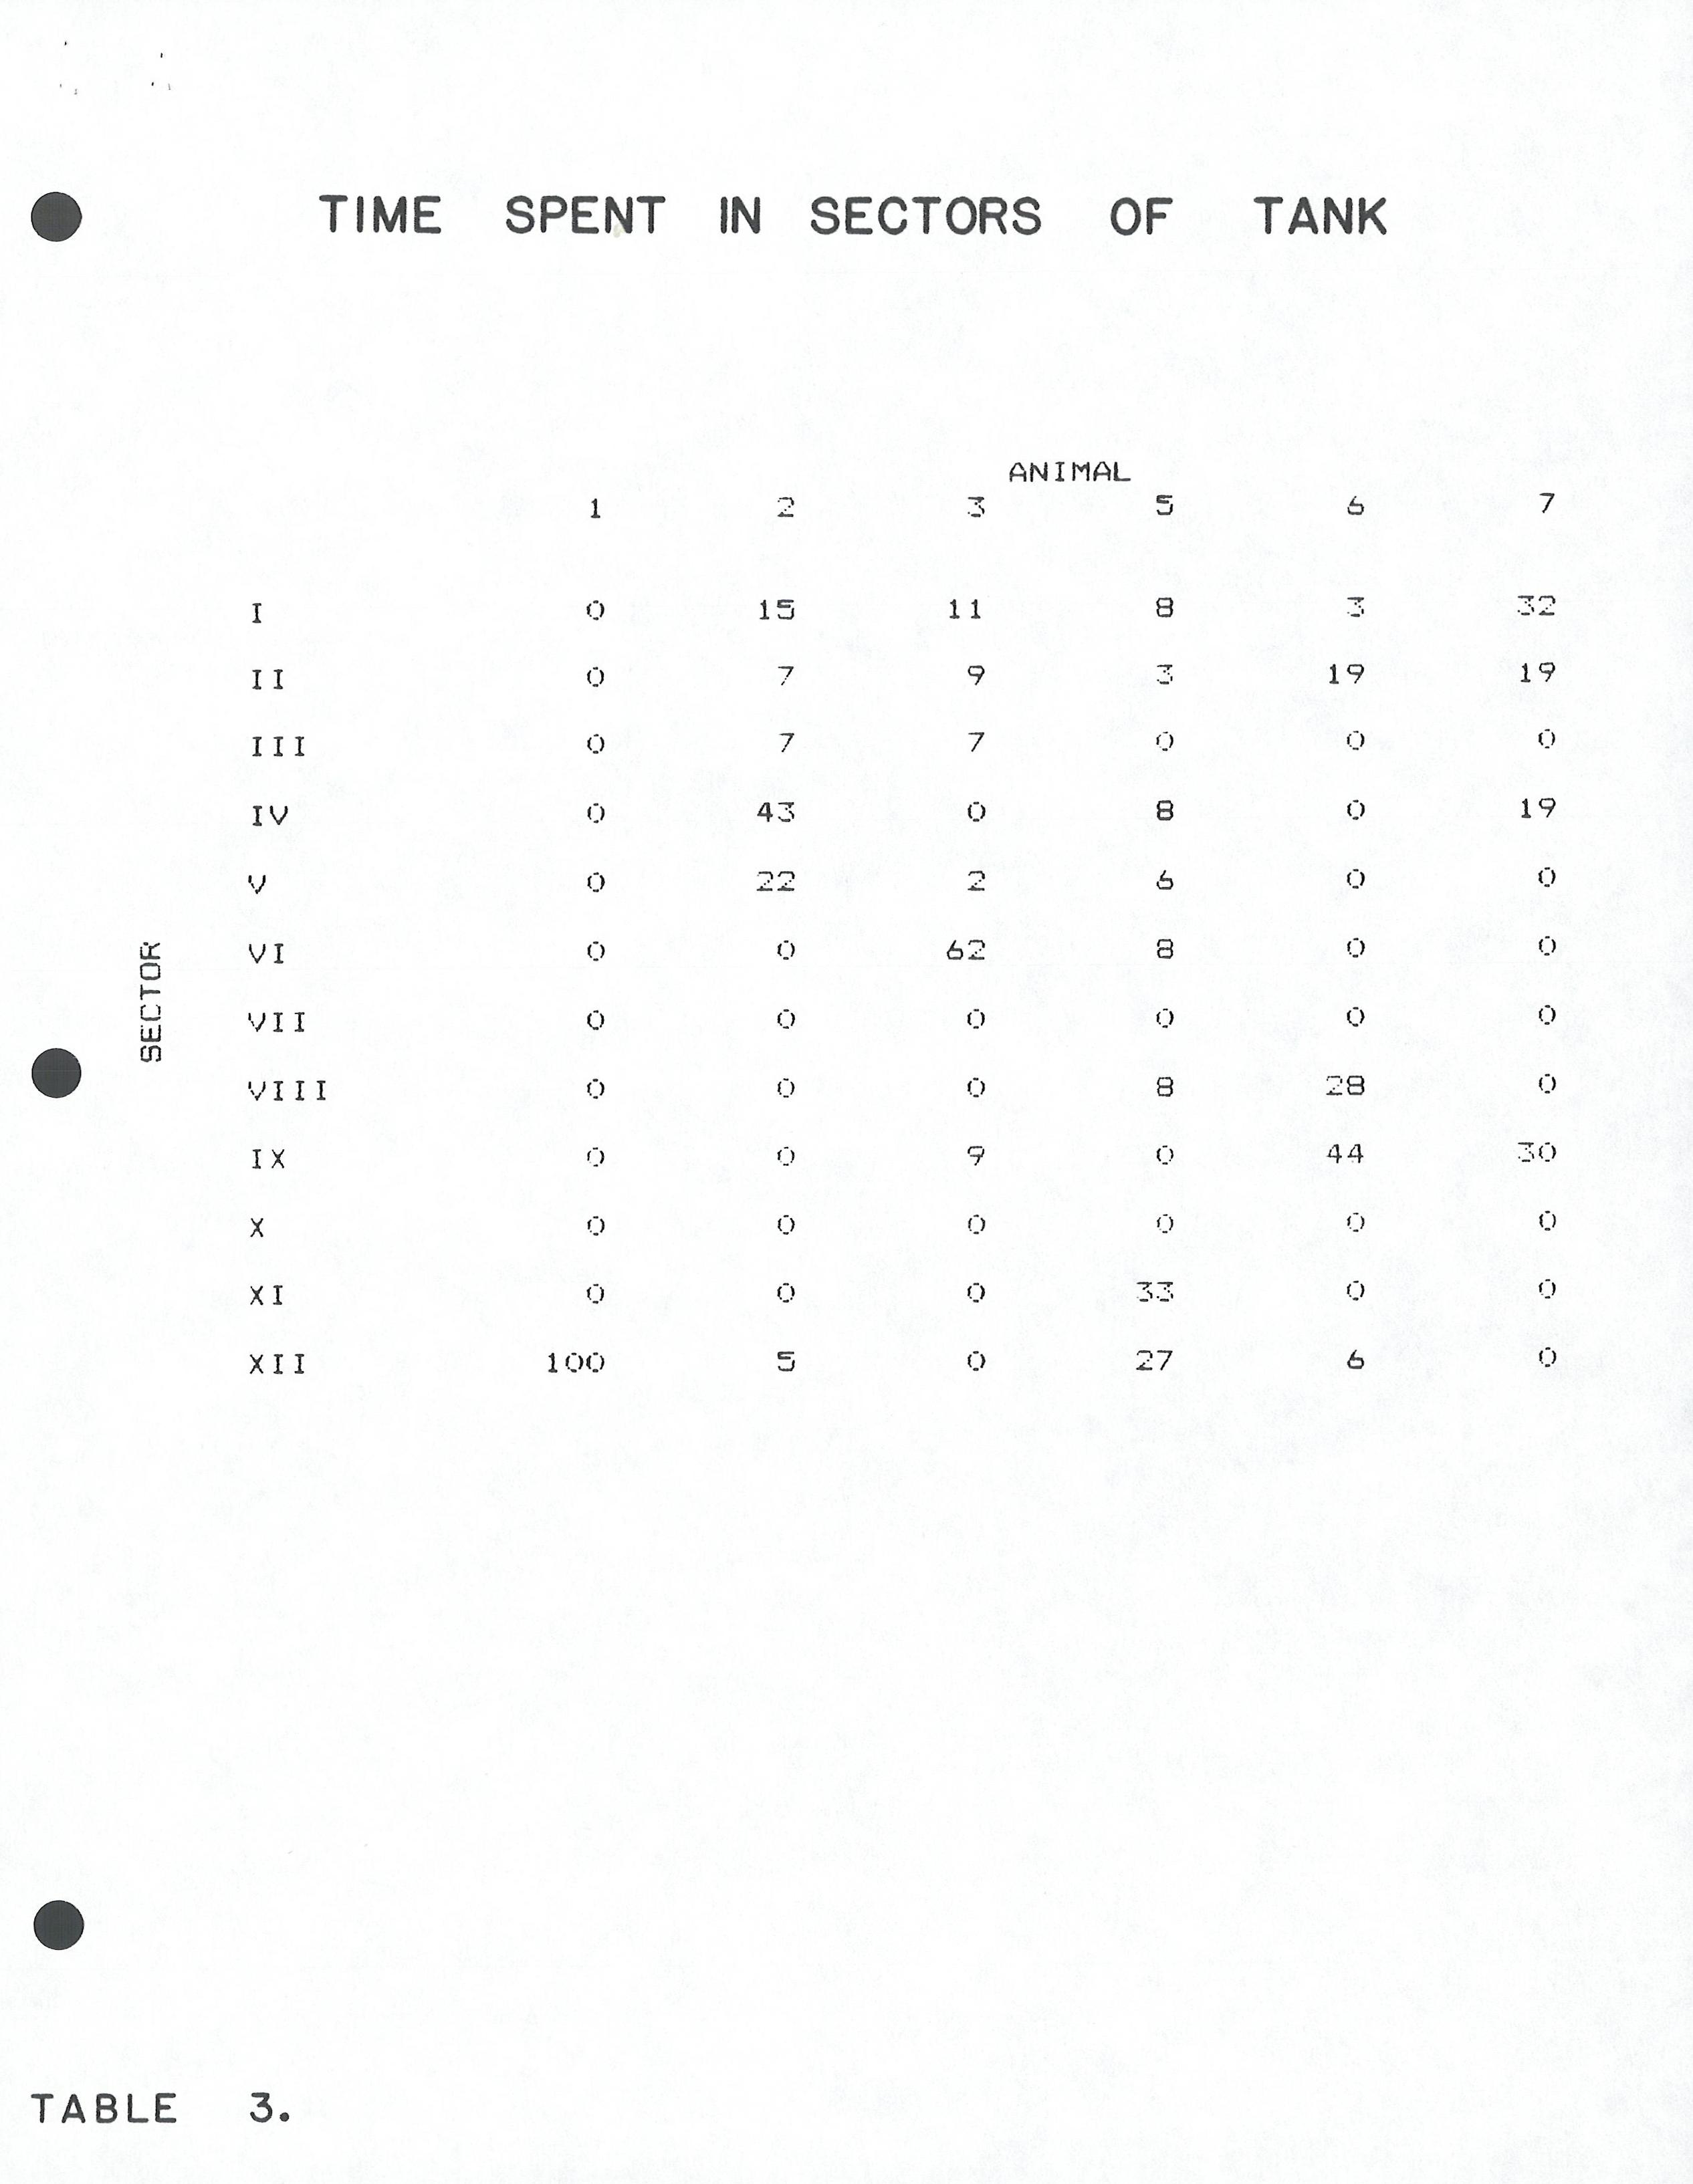 TIME SPENT IN SECTORS OF TANK
ANIMAL
1 2 3 5 6 7
I 0 15 11 8 3 32
II 0 7 9 3 19 19
III 0 7 7 0 0 0
IV 0 43 0 8 0 19
V 0 22 2 6 0 0
SECTOR
VI 0 0 62 8 0 0
VII 0 0 0 0 0 0
VIII 0 0 0 8 28 0
IX 0 0 9 0 44 30
X 0 0 0 0 0 0
XI 0 0 0 33 0 0
XII 100 5 0 27 6 0
TABLE 3.